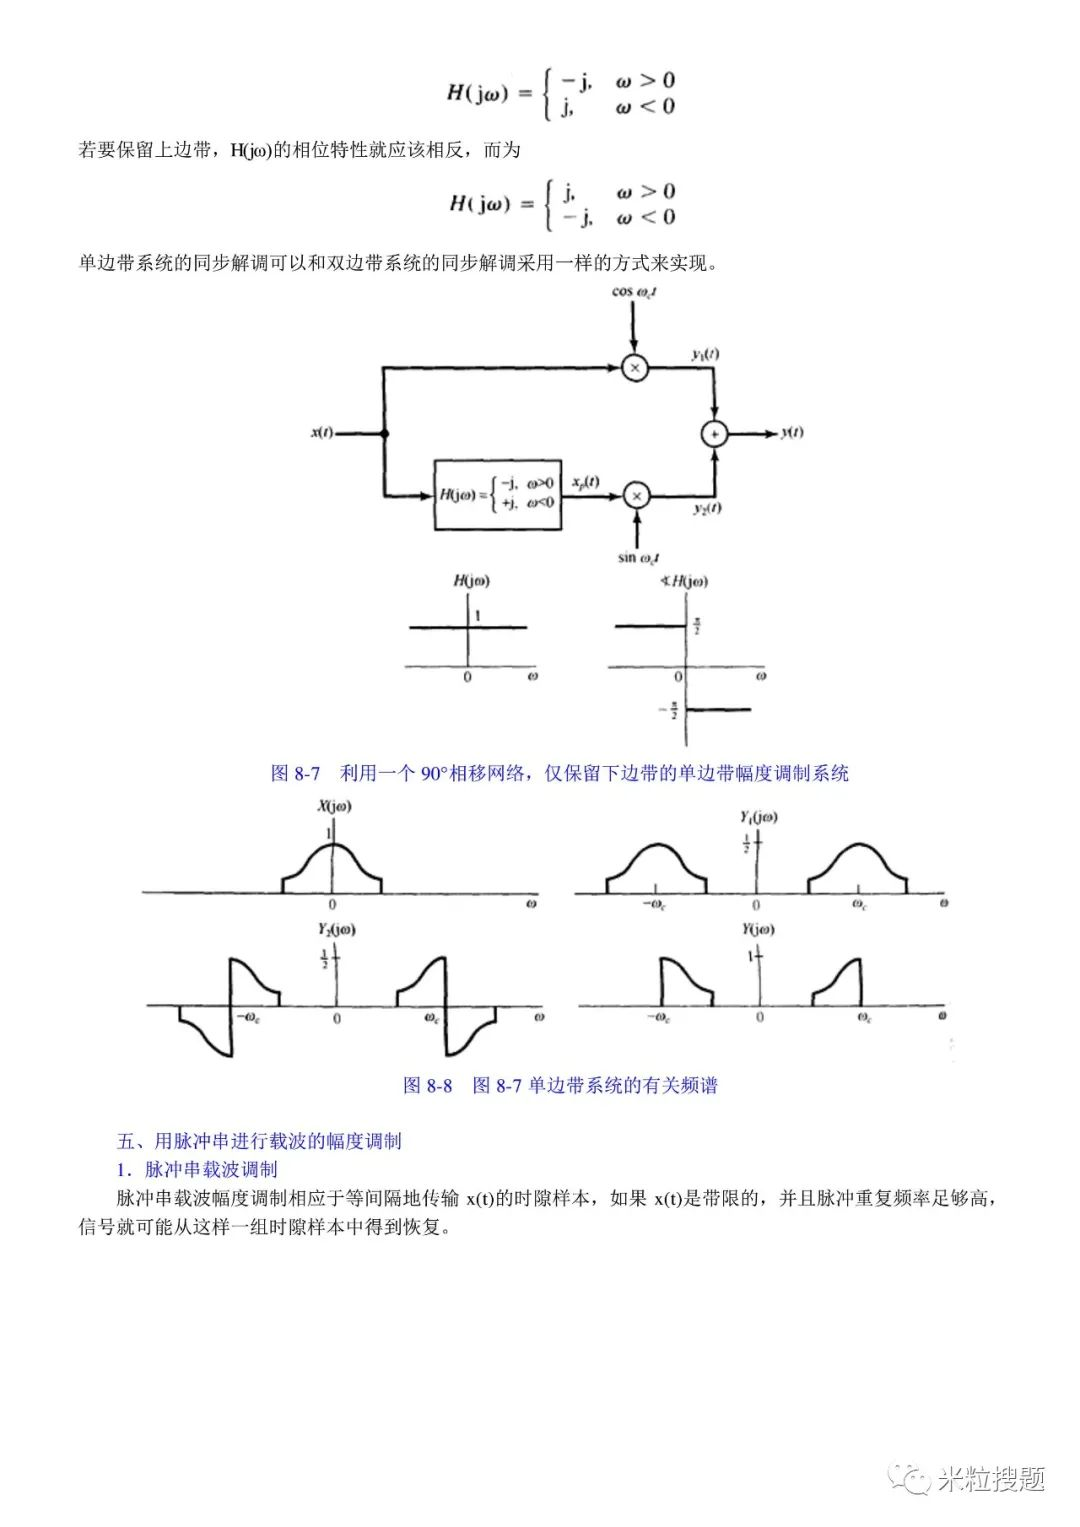 H(jω) = { -j, ω > 0
j, ω < 0
若要保留上边带，H(jω)的相位特性就应该相反，而为
H(jω) = { j, ω > 0
-j, ω < 0
单边带系统的同步解调可以和双边带系统的同步解调采用一样的方式来实现。
cos ω_c t
×
y₁(t)
x(t)
+
y(t)
H(jω) = { -j, ω>0
+j, ω<0
x_p(t)
×
y₂(t)
sin ω_c t
H(jω)
1
0
ω
∢H(jω)
π/2
0
ω
-π/2
图 8-7 利用一个 90°相移网络，仅保留下边带的单边带幅度调制系统
X(jω)
1
0
ω
Y₁(jω)
1/2
-ω_c
0
ω_c
ω
Y₂(jω)
1/2
-ω_c
0
ω_c
ω
Y(jω)
1
-ω_c
0
ω_c
ω
图 8-8 图 8-7 单边带系统的有关频谱
五、用脉冲串进行载波的幅度调制
1．脉冲串载波调制
脉冲串载波幅度调制相应于等间隔地传输 x(t)的时隙样本，如果 x(t)是带限的，并且脉冲重复频率足够高，
信号就可能从这样一组时隙样本中得到恢复。
米粒搜题